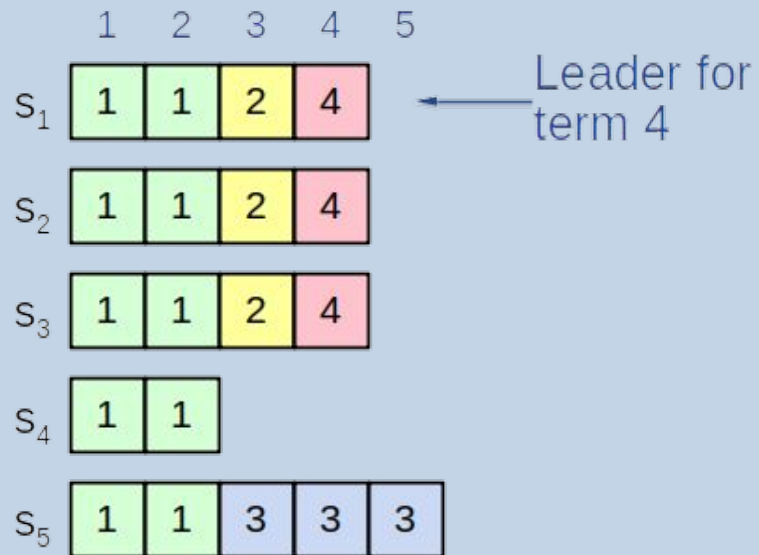 1 2 3 4 5
S1 1 1 2 4
Leader for
term 4
S2 1 1 2 4
S3 1 1 2 4
S4 1 1
S5 1 1 3 3 3